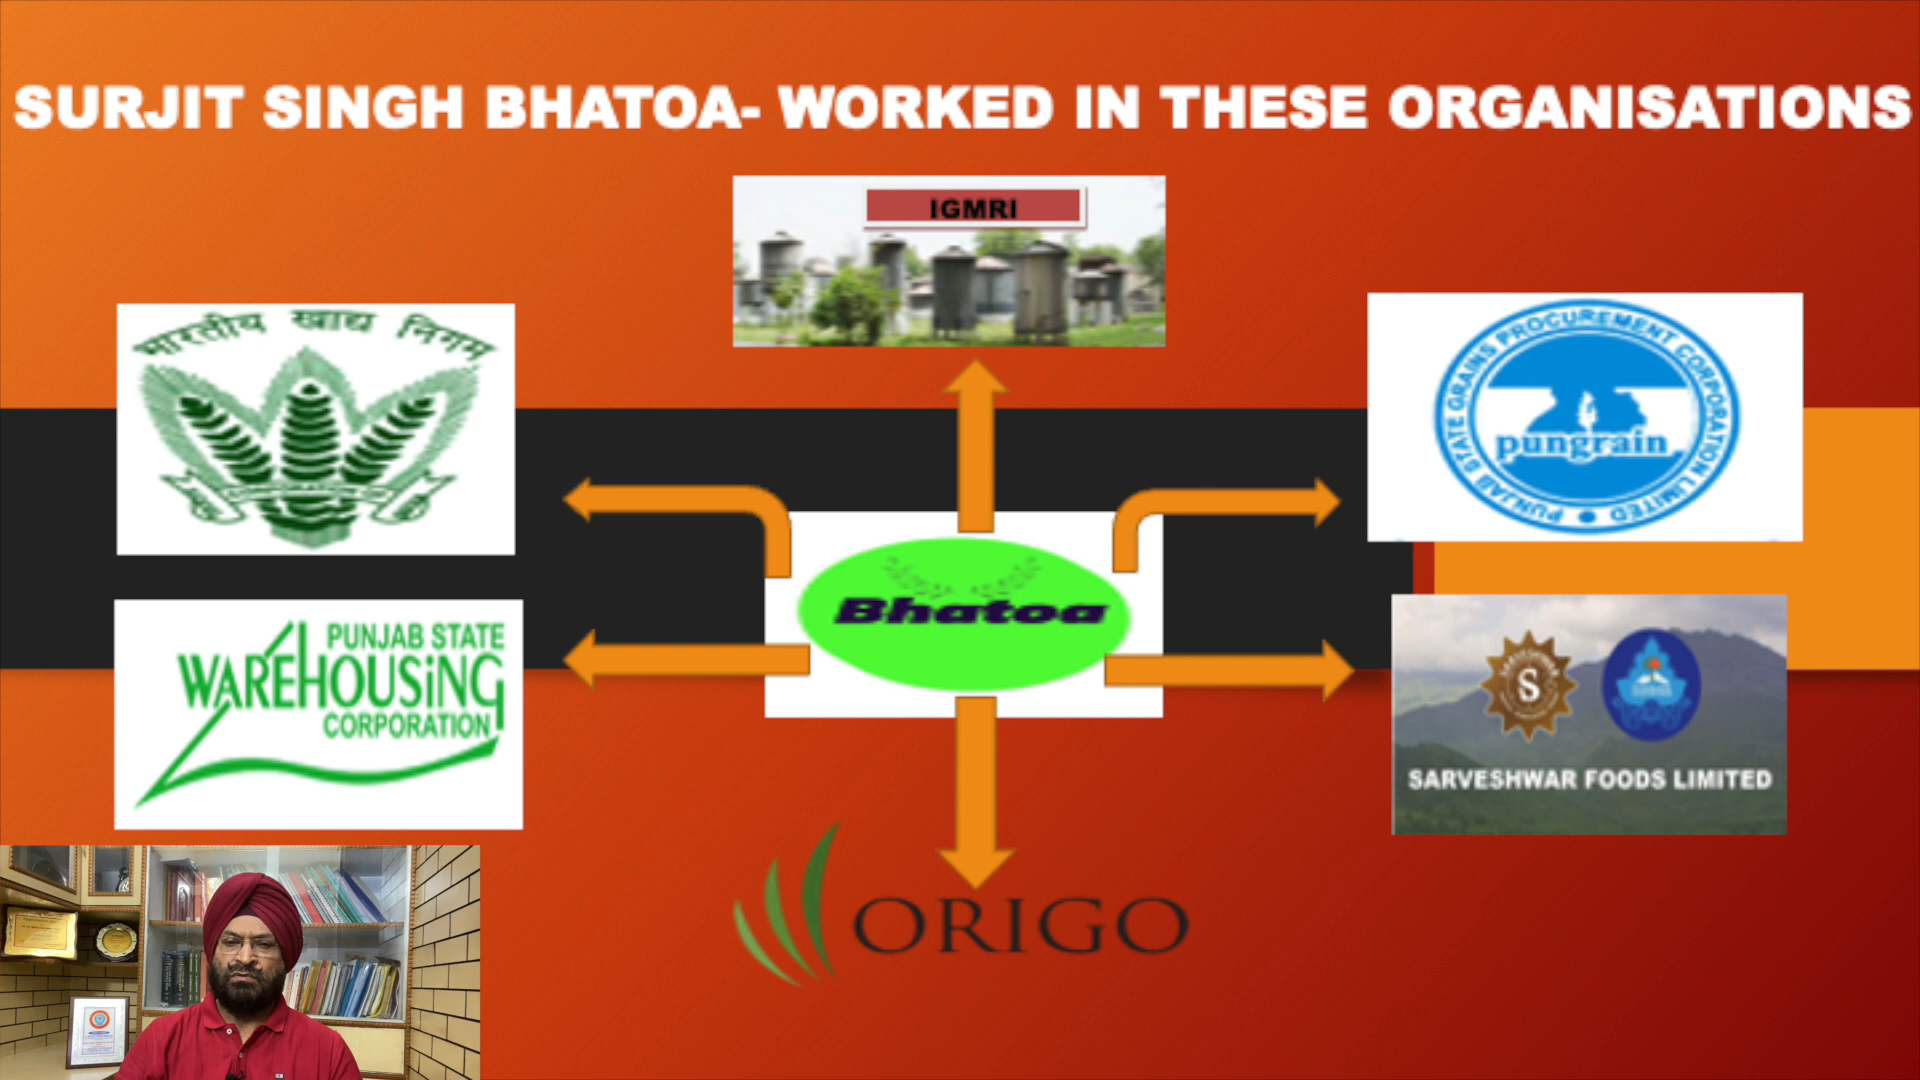 SURJIT SINGH BHATOA- WORKED IN THESE ORGANISATIONS
IGMRI
भारतीय खाद्य निगम
PUNJAB STATE GRAINS PROCUREMENT CORPORATION LIMITED
pungrain
Bhatoa
PUNJAB STATE
WAREHOUSiNG
CORPORATION
S
SARVESHWAR FOODS LIMITED
ORIGO